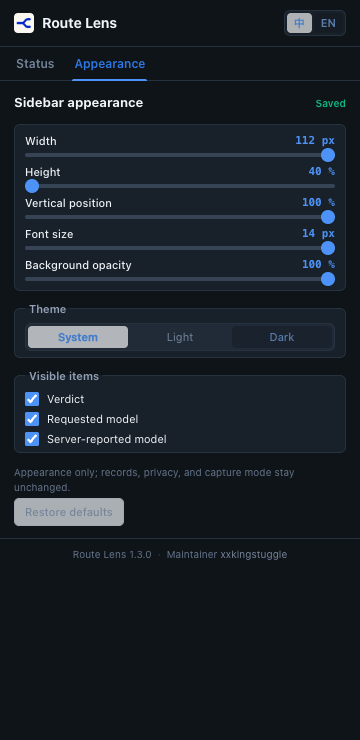 Route Lens
中 EN
Status Appearance
Sidebar appearance Saved
Width 112 px
Height 40 %
Vertical position 100 %
Font size 14 px
Background opacity 100 %
Theme
System Light Dark
Visible items
Verdict
Requested model
Server-reported model
Appearance only; records, privacy, and capture mode stay
unchanged.
Restore defaults
Route Lens 1.3.0 · Maintainer xxkingstuggle